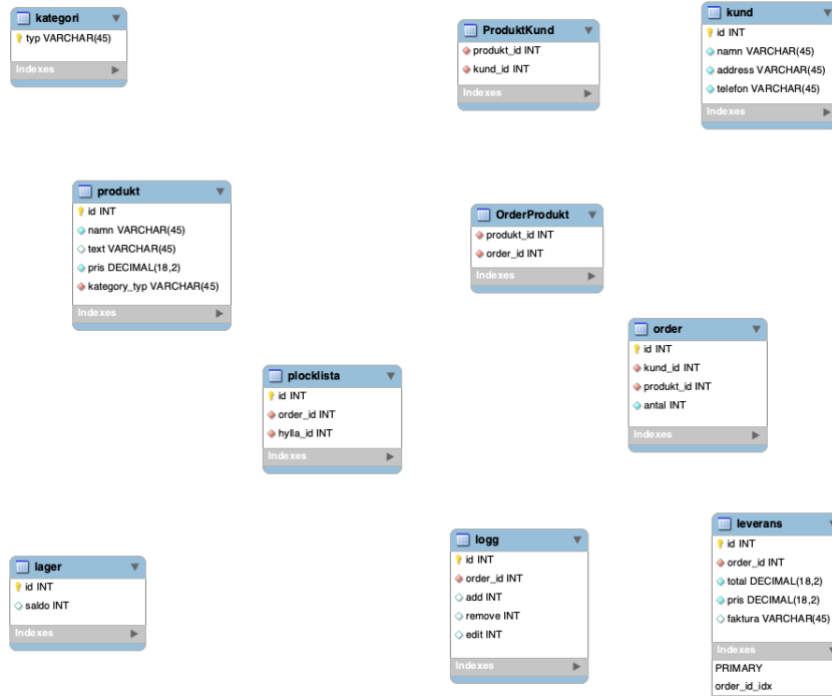 kategori
typ VARCHAR(45)
Indexes
ProduktKund
produkt_id INT
kund_id INT
Indexes
kund
id INT
namn VARCHAR(45)
address VARCHAR(45)
telefon VARCHAR(45)
Indexes
produkt
id INT
namn VARCHAR(45)
text VARCHAR(45)
pris DECIMAL(18,2)
kategory_typ VARCHAR(45)
Indexes
OrderProdukt
produkt_id INT
order_id INT
Indexes
order
id INT
kund_id INT
produkt_id INT
antal INT
Indexes
plocklista
id INT
order_id INT
hylla_id INT
Indexes
lager
id INT
saldo INT
Indexes
logg
id INT
order_id INT
add INT
remove INT
edit INT
Indexes
leverans
id INT
order_id INT
total DECIMAL(18,2)
pris DECIMAL(18,2)
faktura VARCHAR(45)
Indexes
PRIMARY
order_id_idx